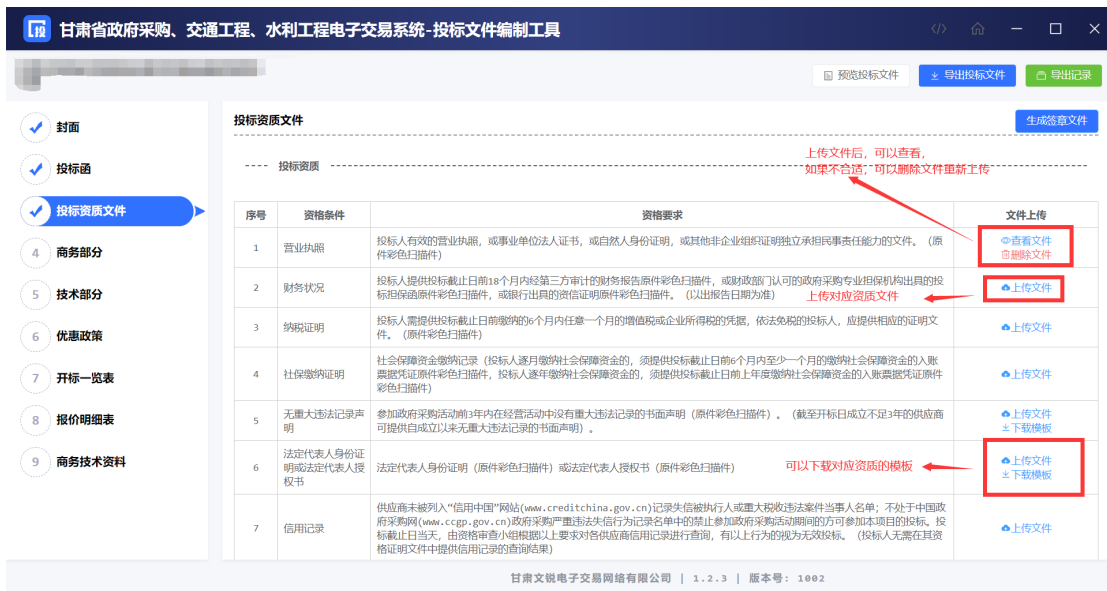 投 甘肃省政府采购、交通工程、水利工程电子交易系统-投标文件编制工具
预览投标文件 导出投标文件 导出记录
封面
投标函
投标资质文件
4 商务部分
5 技术部分
6 优惠政策
7 开标一览表
8 报价明细表
9 商务技术资料
投标资质文件 生成签章文件
投标资质
上传文件后，可以查看，
如果不合适，可以删除文件重新上传
序号 资格条件 资格要求 文件上传
1 营业执照 投标人有效的营业执照，或事业单位法人证书，或自然人身份证明，或其他非企业组织证明独立承担民事责任能力的文件。（原
件彩色扫描件）
查看文件
删除文件
2 财务状况 投标人提供投标截止日前18个月内经第三方审计的财务报告原件彩色扫描件，或财政部门认可的政府采购专业担保机构出具的投
标担保函原件彩色扫描件，或银行出具的资信证明原件彩色扫描件。（以出报告日期为准）
上传对应资质文件
上传文件
3 纳税证明 投标人需提供投标截止日前缴纳的6个月内任意一个月的增值税或企业所得税的凭据，依法免税的投标人，应提供相应的证明文
件。（原件彩色扫描件）
上传文件
4 社保缴纳证明 社会保障资金缴纳记录（投标人逐月缴纳社会保障资金的，须提供投标截止日前6个月内至少一个月的缴纳社会保障资金的入账
票据凭证原件彩色扫描件，投标人逐年缴纳社会保障资金的，须提供投标截止日前上年度缴纳社会保障资金的入账票据凭证原件
彩色扫描件）
上传文件
5 无重大违法记录声
明
参加政府采购活动前3年内在经营活动中没有重大违法记录的书面声明（原件彩色扫描件）。（截至开标日成立不足3年的供应商
可提供自成立以来无重大违法记录的书面声明）。
上传文件
下载模板
6 法定代表人身份证
明或法定代表人授
权书
法定代表人身份证明（原件彩色扫描件）或法定代表人授权书（原件彩色扫描件）
可以下载对应资质的模板
上传文件
下载模板
7 信用记录 供应商未被列入“信用中国”网站(www.creditchina.gov.cn)记录失信被执行人或重大税收违法案件当事人名单；不处于中国政
府采购网(www.ccgp.gov.cn)政府采购严重违法失信行为记录名单中的禁止参加政府采购活动期间的方可参加本项目的投标。投
标截止日当天，由资格审查小组根据以上要求对各供应商信用记录进行查询，有以上行为的视为无效投标。（投标人无需在其资
格证明文件中提供信用记录的查询结果）
上传文件
甘肃文锐电子交易网络有限公司 | 1.2.3 | 版本号: 1002